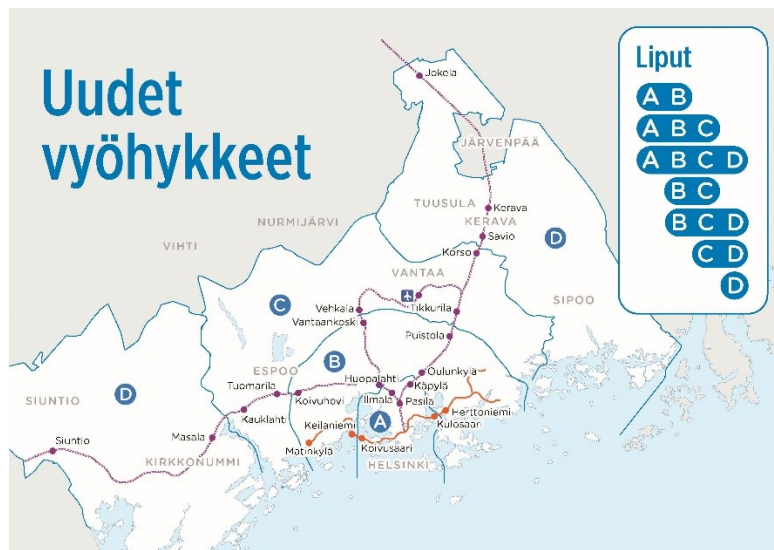 Uudet
vyöhykkeet
Liput
A B
A B C
A B C D
B C
B C D
C D
D
Jokela
JÄRVENPÄÄ
TUUSULA
Kerava
KERAVA
NURMIJÄRVI
Savio
D
VIHTI
Korso
VANTAA
C
SIPOO
Vehkala
Tikkurila
Vantaankoski
Puistola
B
ESPOO
Huopalahti
Oulunkylä
Tuomarila
Käpylä
SIUNTIO
D
Koivuhovi
Ilmala
Pasila
Kauklahti
Keilaniemi
A
Herttoniemi
Kulosaari
Siuntio
Masala
Matinkylä
Koivusaari
KIRKKONUMMI
HELSINKI